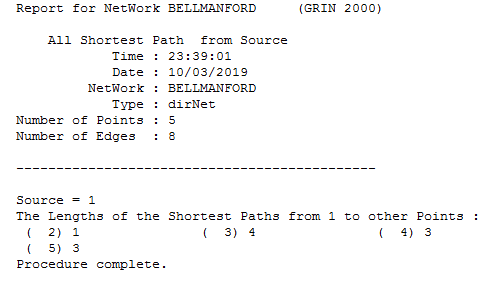 Report for NetWork BELLMANFORD (GRIN 2000)
All Shortest Path from Source
Time : 23:39:01
Date : 10/03/2019
NetWork : BELLMANFORD
Type : dirNet
Number of Points : 5
Number of Edges : 8
---------------------------------------------
Source = 1
The Lengths of the Shortest Paths from 1 to other Points :
( 2) 1 ( 3) 4 ( 4) 3
( 5) 3
Procedure complete.